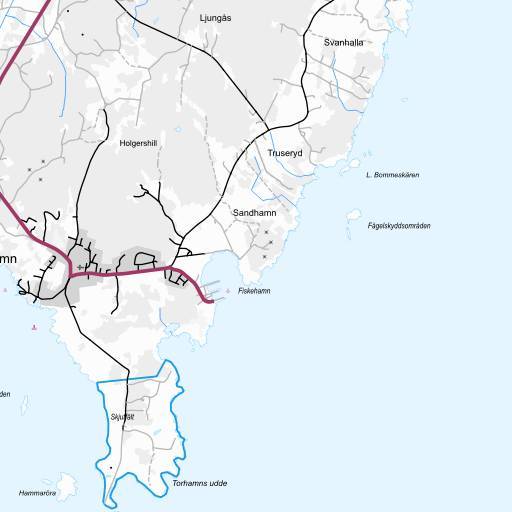 Ljungås
Svanhalla
Holgershill
Truseryd
L. Bommeskären
Sandhamn
Fågelskyddsområden
mn
Fiskehamn
den
Skjutfält
Torhamns udde
Hammaröra